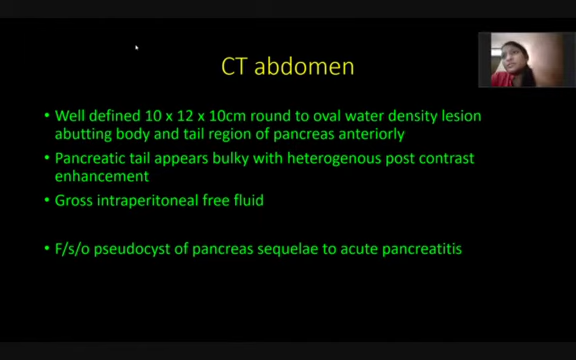 CT abdomen
• Well defined 10 x 12 x 10cm round to oval water density lesion
abutting body and tail region of pancreas anteriorly
• Pancreatic tail appears bulky with heterogenous post contrast
enhancement
• Gross intraperitoneal free fluid
• F/s/o pseudocyst of pancreas sequelae to acute pancreatitis